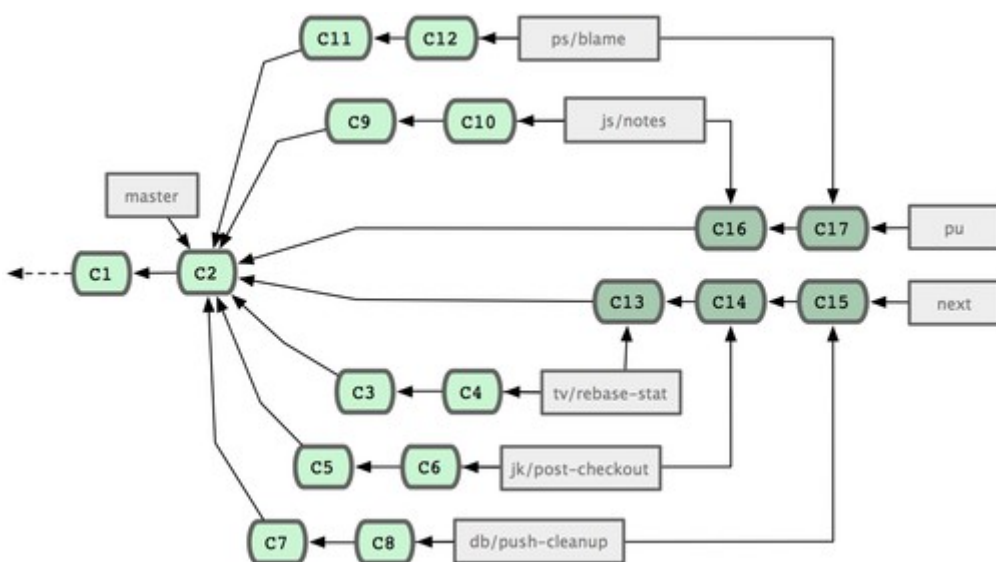 C11
C12
ps/blame
C9
C10
js/notes
master
C16
C17
pu
C1
C2
C13
C14
C15
next
C3
C4
tv/rebase-stat
C5
C6
jk/post-checkout
C7
C8
db/push-cleanup